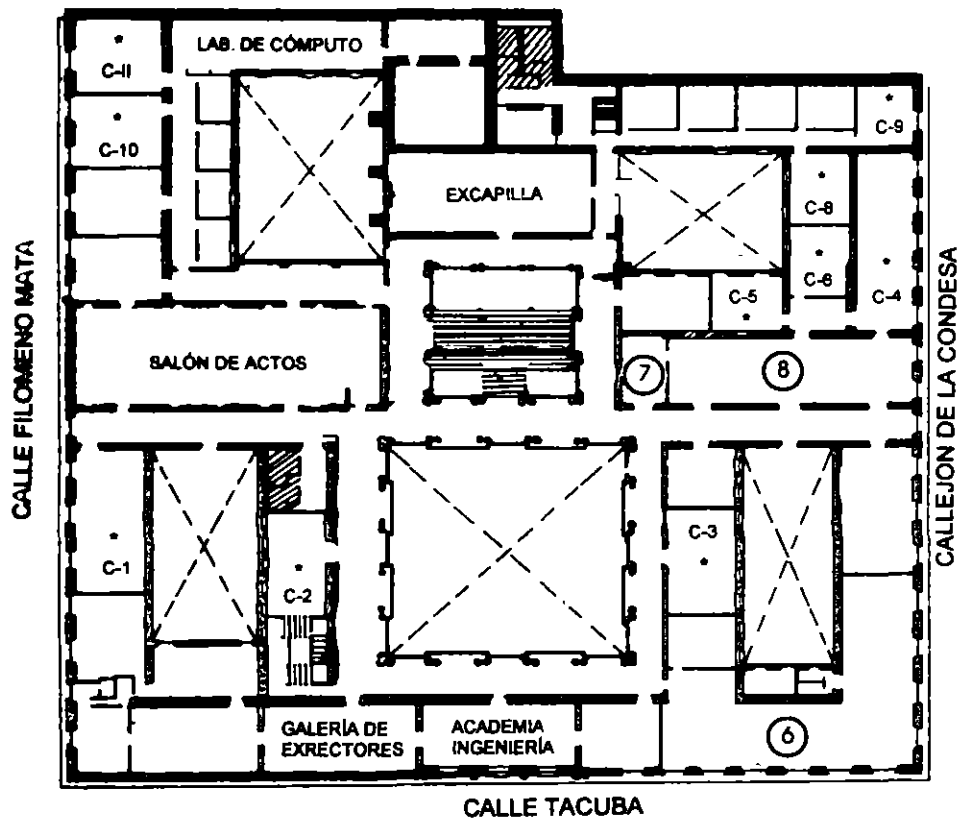 LAB. DE CÓMPUTO
C-11
C-10
C-9
EXCAPILLA
C-8
C-6
C-5
C-4
CALLE FILOMENO MATA
SALÓN DE ACTOS
7
8
CALLEJON DE LA CONDESA
C-1
C-2
C-3
GALERÍA DE
EXRECTORES
ACADEMIA
INGENIERÍA
6
CALLE TACUBA